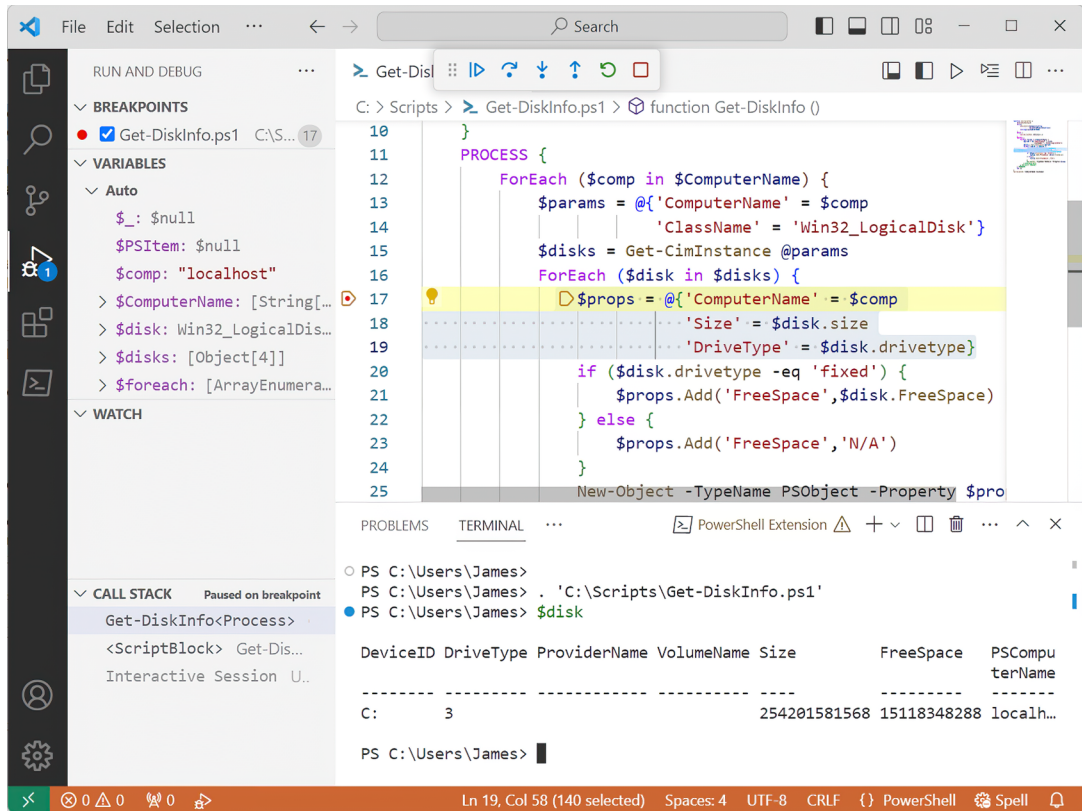 File Edit Selection ··· Search
RUN AND DEBUG ···
BREAKPOINTS
Get-DiskInfo.ps1 C:\S... 17
VARIABLES
Auto
$_: $null
$PSItem: $null
$comp: "localhost"
$ComputerName: [String[...
$disk: Win32_LogicalDis...
$disks: [Object[4]]
$foreach: [ArrayEnumera...
WATCH
CALL STACK Paused on breakpoint
Get-DiskInfo<Process>
<ScriptBlock> Get-Dis...
Interactive Session U..
1
Get-Disl
C: > Scripts > Get-DiskInfo.ps1 > function Get-DiskInfo ()
10 }
11 PROCESS {
12 ForEach ($comp in $ComputerName) {
13 $params = @{'ComputerName' = $comp
14 'ClassName' = 'Win32_LogicalDisk'}
15 $disks = Get-CimInstance @params
16 ForEach ($disk in $disks) {
17 $props = @{'ComputerName' = $comp
18 'Size' = $disk.size
19 'DriveType' = $disk.drivetype}
20 if ($disk.drivetype -eq 'fixed') {
21 $props.Add('FreeSpace',$disk.FreeSpace)
22 } else {
23 $props.Add('FreeSpace','N/A')
24 }
25 New-Object -TypeName PSObject -Property $pro
PROBLEMS TERMINAL ··· PowerShell Extension
PS C:\Users\James>
PS C:\Users\James> . 'C:\Scripts\Get-DiskInfo.ps1'
PS C:\Users\James> $disk
DeviceID DriveType ProviderName VolumeName Size FreeSpace PSCompu
terName
-------- --------- ------------ ---------- ---- --------- -------
C: 3 254201581568 15118348288 localh…
PS C:\Users\James>
0 0 0 Ln 19, Col 58 (140 selected) Spaces: 4 UTF-8 CRLF {} PowerShell Spell